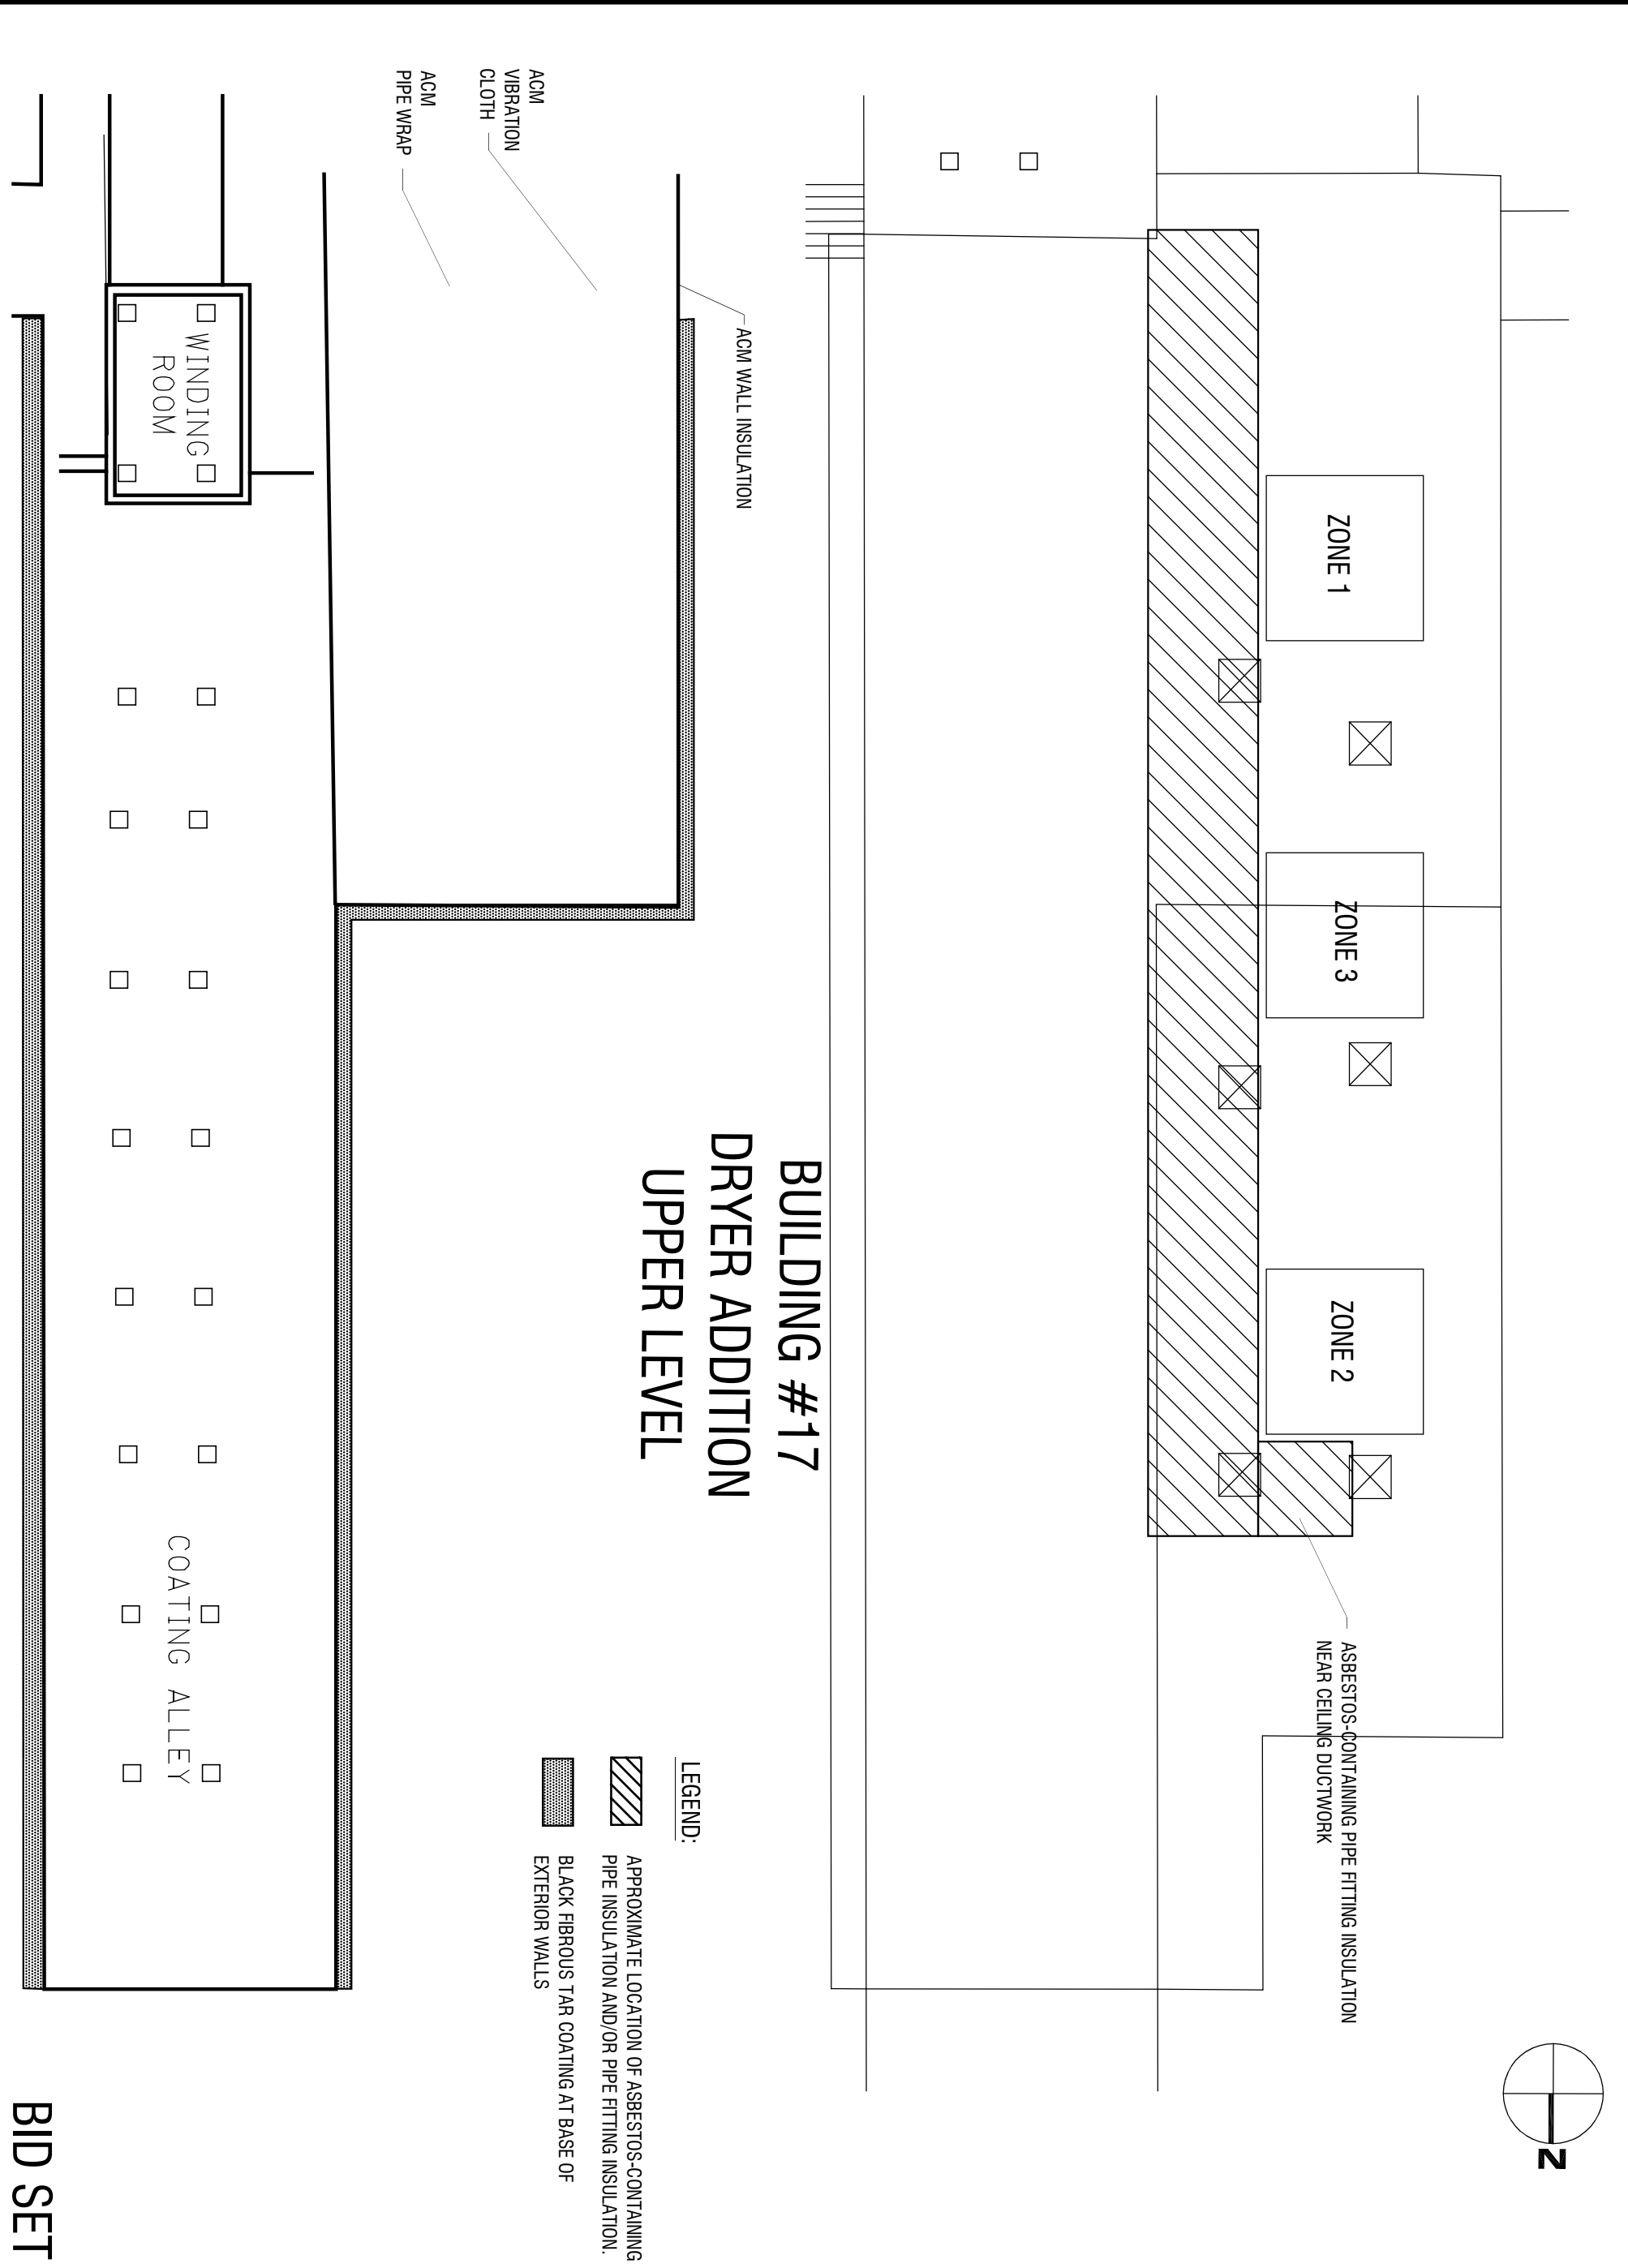 N
ZONE 1
ZONE 3
ZONE 2
ASBESTOS-CONTAINING PIPE FITTING INSULATION
NEAR CEILING DUCTWORK
BUILDING #17
DRYER ADDITION
UPPER LEVEL
ACM WALL INSULATION
ACM
VIBRATION
CLOTH
ACM
PIPE WRAP
LEGEND:
APPROXIMATE LOCATION OF ASBESTOS-CONTAINING
PIPE INSULATION AND/OR PIPE FITTING INSULATION.
BLACK FIBROUS TAR COATING AT BASE OF
EXTERIOR WALLS
WINDING
ROOM
COATING ALLEY
BID SET